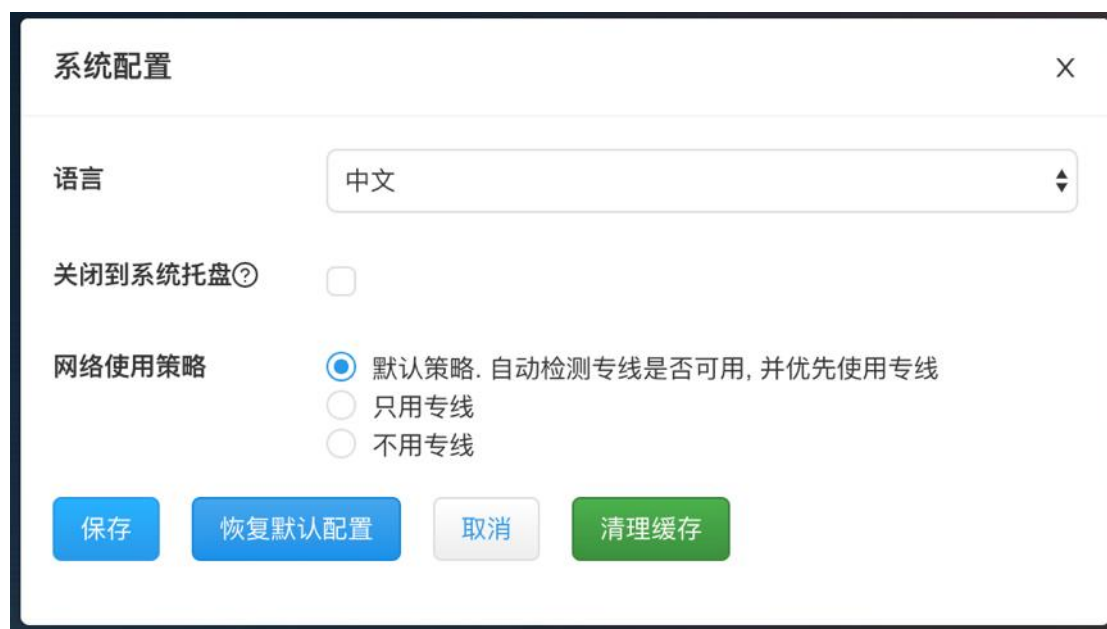 系统配置
X
语言
中文
关闭到系统托盘?
网络使用策略
默认策略. 自动检测专线是否可用, 并优先使用专线
只用专线
不用专线
保存
恢复默认配置
取消
清理缓存